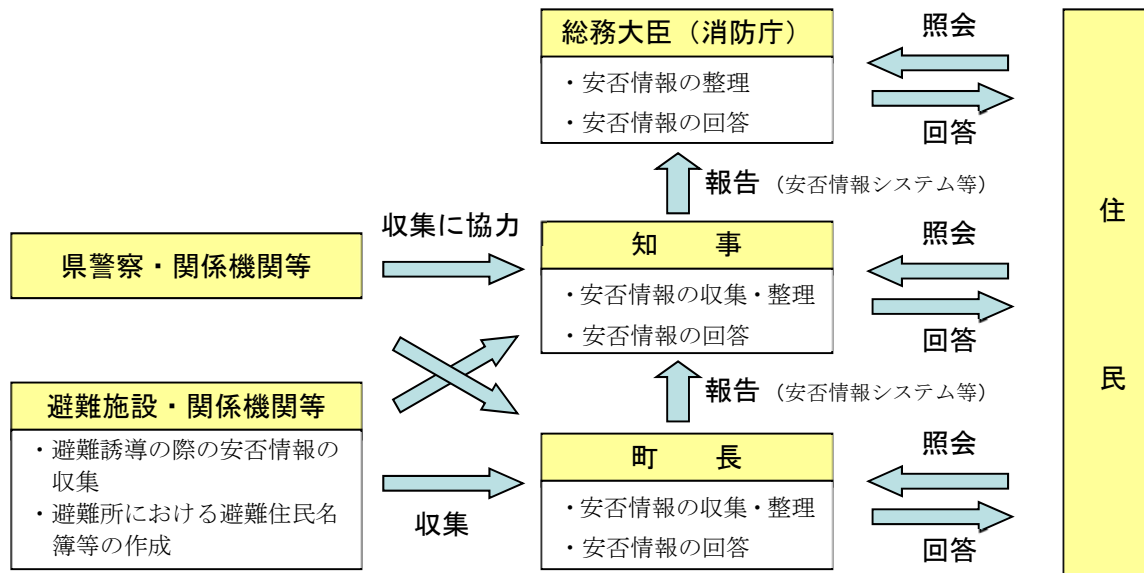 総務大臣（消防庁）
・安否情報の整理
・安否情報の回答
照会
回答
報告（安否情報システム等）
収集に協力
県警察・関係機関等
知　事
・安否情報の収集・整理
・安否情報の回答
照会
回答
報告（安否情報システム等）
避難施設・関係機関等
・避難誘導の際の安否情報の
収集
・避難所における避難住民名
簿等の作成
収集
町　長
・安否情報の収集・整理
・安否情報の回答
照会
回答
住
民